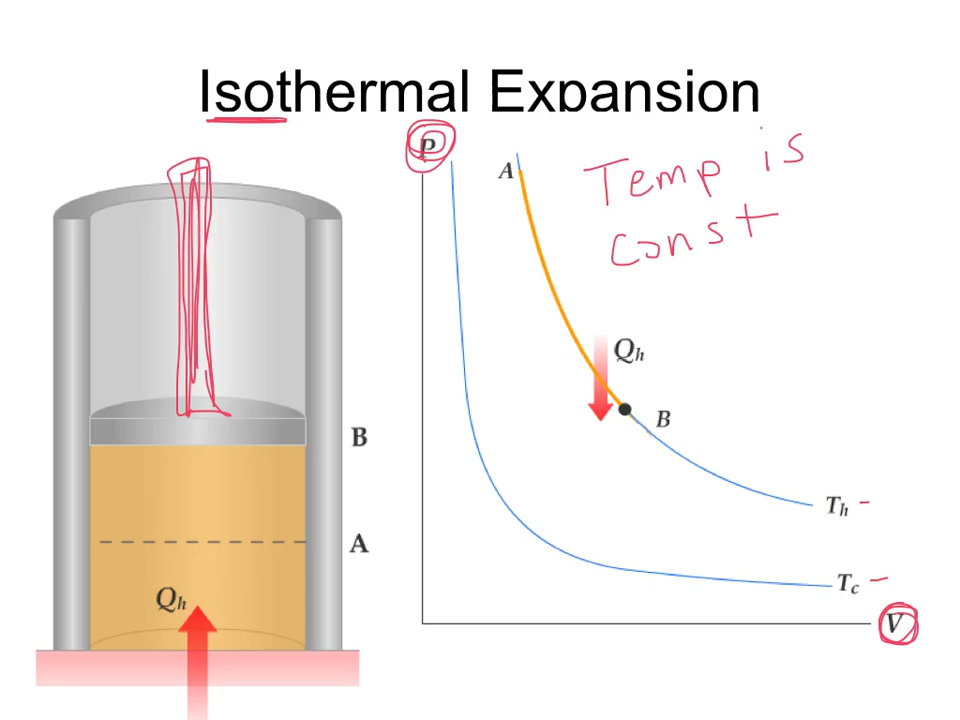 Isothermal Expansion
P
A
Temp is
const
Qh
B
B
Th
A
Tc
Qh
V